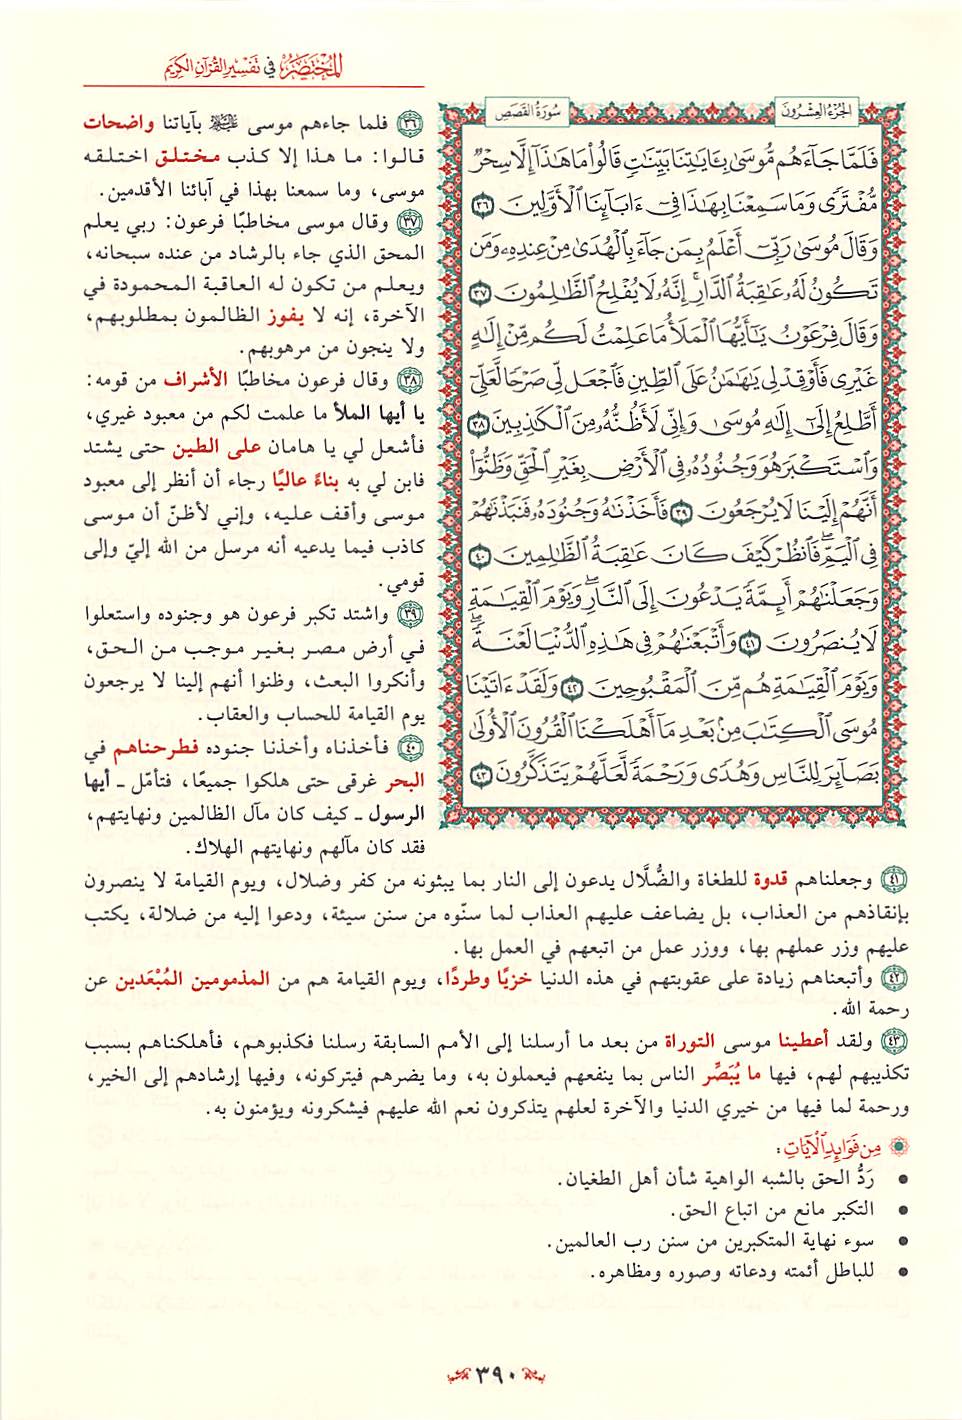 المختصر في تفسير القرآن الكريم
الجزء العشرون
سورة القصص
فَلَمَّا جَآءَهُم مُّوسَىٰ بِـَٔايَٰتِنَا بَيِّنَٰتٖ قَالُواْ مَا هَٰذَآ إِلَّا سِحۡرٞ
مُّفۡتَرٗى وَمَا سَمِعۡنَا بِهَٰذَا فِيٓ ءَابَآئِنَا ٱلۡأَوَّلِينَ ٣٦
وَقَالَ مُوسَىٰ رَبِّيٓ أَعۡلَمُ بِمَن جَآءَ بِٱلۡهُدَىٰ مِنۡ عِندِهِۦ وَمَن
تَكُونُ لَهُۥ عَٰقِبَةُ ٱلدَّارِۚ إِنَّهُۥ لَا يُفۡلِحُ ٱلظَّٰلِمُونَ ٣٧
وَقَالَ فِرۡعَوۡنُ يَٰٓأَيُّهَا ٱلۡمَلَأُ مَا عَلِمۡتُ لَكُم مِّنۡ إِلَٰهٍ
غَيۡرِي فَأَوۡقِدۡ لِي يَٰهَٰمَٰنُ عَلَى ٱلطِّينِ فَٱجۡعَل لِّي صَرۡحٗا لَّعَلِّيٓ
أَطَّلِعُ إِلَىٰٓ إِلَٰهِ مُوسَىٰ وَإِنِّي لَأَظُنُّهُۥ مِنَ ٱلۡكَٰذِبِينَ ٣٨
وَٱسۡتَكۡبَرَ هُوَ وَجُنُودُهُۥ فِي ٱلۡأَرۡضِ بِغَيۡرِ ٱلۡحَقِّ وَظَنُّوٓاْ
أَنَّهُمۡ إِلَيۡنَا لَا يُرۡجَعُونَ ٣٩ فَأَخَذۡنَٰهُ وَجُنُودَهُۥ فَنَبَذۡنَٰهُمۡ
فِي ٱلۡيَمِّۖ فَٱنظُرۡ كَيۡفَ كَانَ عَٰقِبَةُ ٱلظَّٰلِمِينَ ٤٠
وَجَعَلۡنَٰهُمۡ أَئِمَّةٗ يَدۡعُونَ إِلَى ٱلنَّارِۖ وَيَوۡمَ ٱلۡقِيَٰمَةِ
لَا يُنصَرُونَ ٤١ وَأَتۡبَعۡنَٰهُمۡ فِي هَٰذِهِ ٱلدُّنۡيَا لَعۡنَةٗۖ
وَيَوۡمَ ٱلۡقِيَٰمَةِ هُم مِّنَ ٱلۡمَقۡبُوحِينَ ٤٢ وَلَقَدۡ ءَاتَيۡنَا
مُوسَى ٱلۡكِتَٰبَ مِنۢ بَعۡدِ مَآ أَهۡلَكۡنَا ٱلۡقُرُونَ ٱلۡأُولَىٰ
بَصَآئِرَ لِلنَّاسِ وَهُدٗى وَرَحۡمَةٗ لَّعَلَّهُمۡ يَتَذَكَّرُونَ ٤٣
٣٦ فلما جاءهم موسى ﷺ بآياتنا واضحات
قالوا: ما هذا إلا كذب مختلق اختلقه
موسى، وما سمعنا بهذا في آبائنا الأقدمين.
٣٧ وقال موسى مخاطبًا فرعون: ربي يعلم
المحق الذي جاء بالرشاد من عنده سبحانه،
ويعلم من تكون له العاقبة المحمودة في
الآخرة، إنه لا يفوز الظالمون بمطلوبهم،
ولا ينجون من مرهوبهم.
٣٨ وقال فرعون مخاطبًا الأشراف من قومه:
يا أيها الملأ ما علمت لكم من معبود غيري،
فأشعل لي يا هامان على الطين حتى يشتد
فابن لي به بناءً عاليًا رجاء أن أنظر إلى معبود
موسى وأقف عليه، وإني لأظنّ أن موسى
كاذب فيما يدعيه أنه مرسل من الله إليّ وإلى
قومي.
٣٩ واشتد تكبر فرعون هو وجنوده واستعلوا
في أرض مصر بغير موجب من الحق،
وأنكروا البعث، وظنوا أنهم إلينا لا يرجعون
يوم القيامة للحساب والعقاب.
٤٠ فأخذناه وأخذنا جنوده فطرحناهم في
البحر غرقى حتى هلكوا جميعًا، فتأمّل ـ أيها
الرسول ـ كيف كان مآل الظالمين ونهايتهم،
فقد كان مآلهم ونهايتهم الهلاك.
٤١ وجعلناهم قدوة للطغاة والضُّلَّال يدعون إلى النار بما يبثونه من كفر وضلال، ويوم القيامة لا ينصرون
بإنقاذهم من العذاب، بل يضاعف عليهم العذاب لما سنّوه من سنن سيئة، ودعوا إليه من ضلالة، يكتب
عليهم وزر عملهم بها، ووزر عمل من اتبعهم في العمل بها.
٤٢ وأتبعناهم زيادة على عقوبتهم في هذه الدنيا خزيًا وطردًا، ويوم القيامة هم من المذمومين المُبْعَدين عن
رحمة الله.
٤٣ ولقد أعطينا موسى التوراة من بعد ما أرسلنا إلى الأمم السابقة رسلنا فكذبوهم، فأهلكناهم بسبب
تكذيبهم لهم، فيها ما يُبَصِّر الناس بما ينفعهم فيعملون به، وما يضرهم فيتركونه، وفيها إرشادهم إلى الخير،
ورحمة لما فيها من خيري الدنيا والآخرة لعلهم يتذكرون نعم الله عليهم فيشكرونه ويؤمنون به.
مِن فَوَائِدِ الآيَاتِ:
• رَدُّ الحق بالشبه الواهية شأن أهل الطغيان.
• التكبر مانع من اتباع الحق.
• سوء نهاية المتكبرين من سنن رب العالمين.
• للباطل أئمته ودعاته وصوره ومظاهره.
٣٩٠